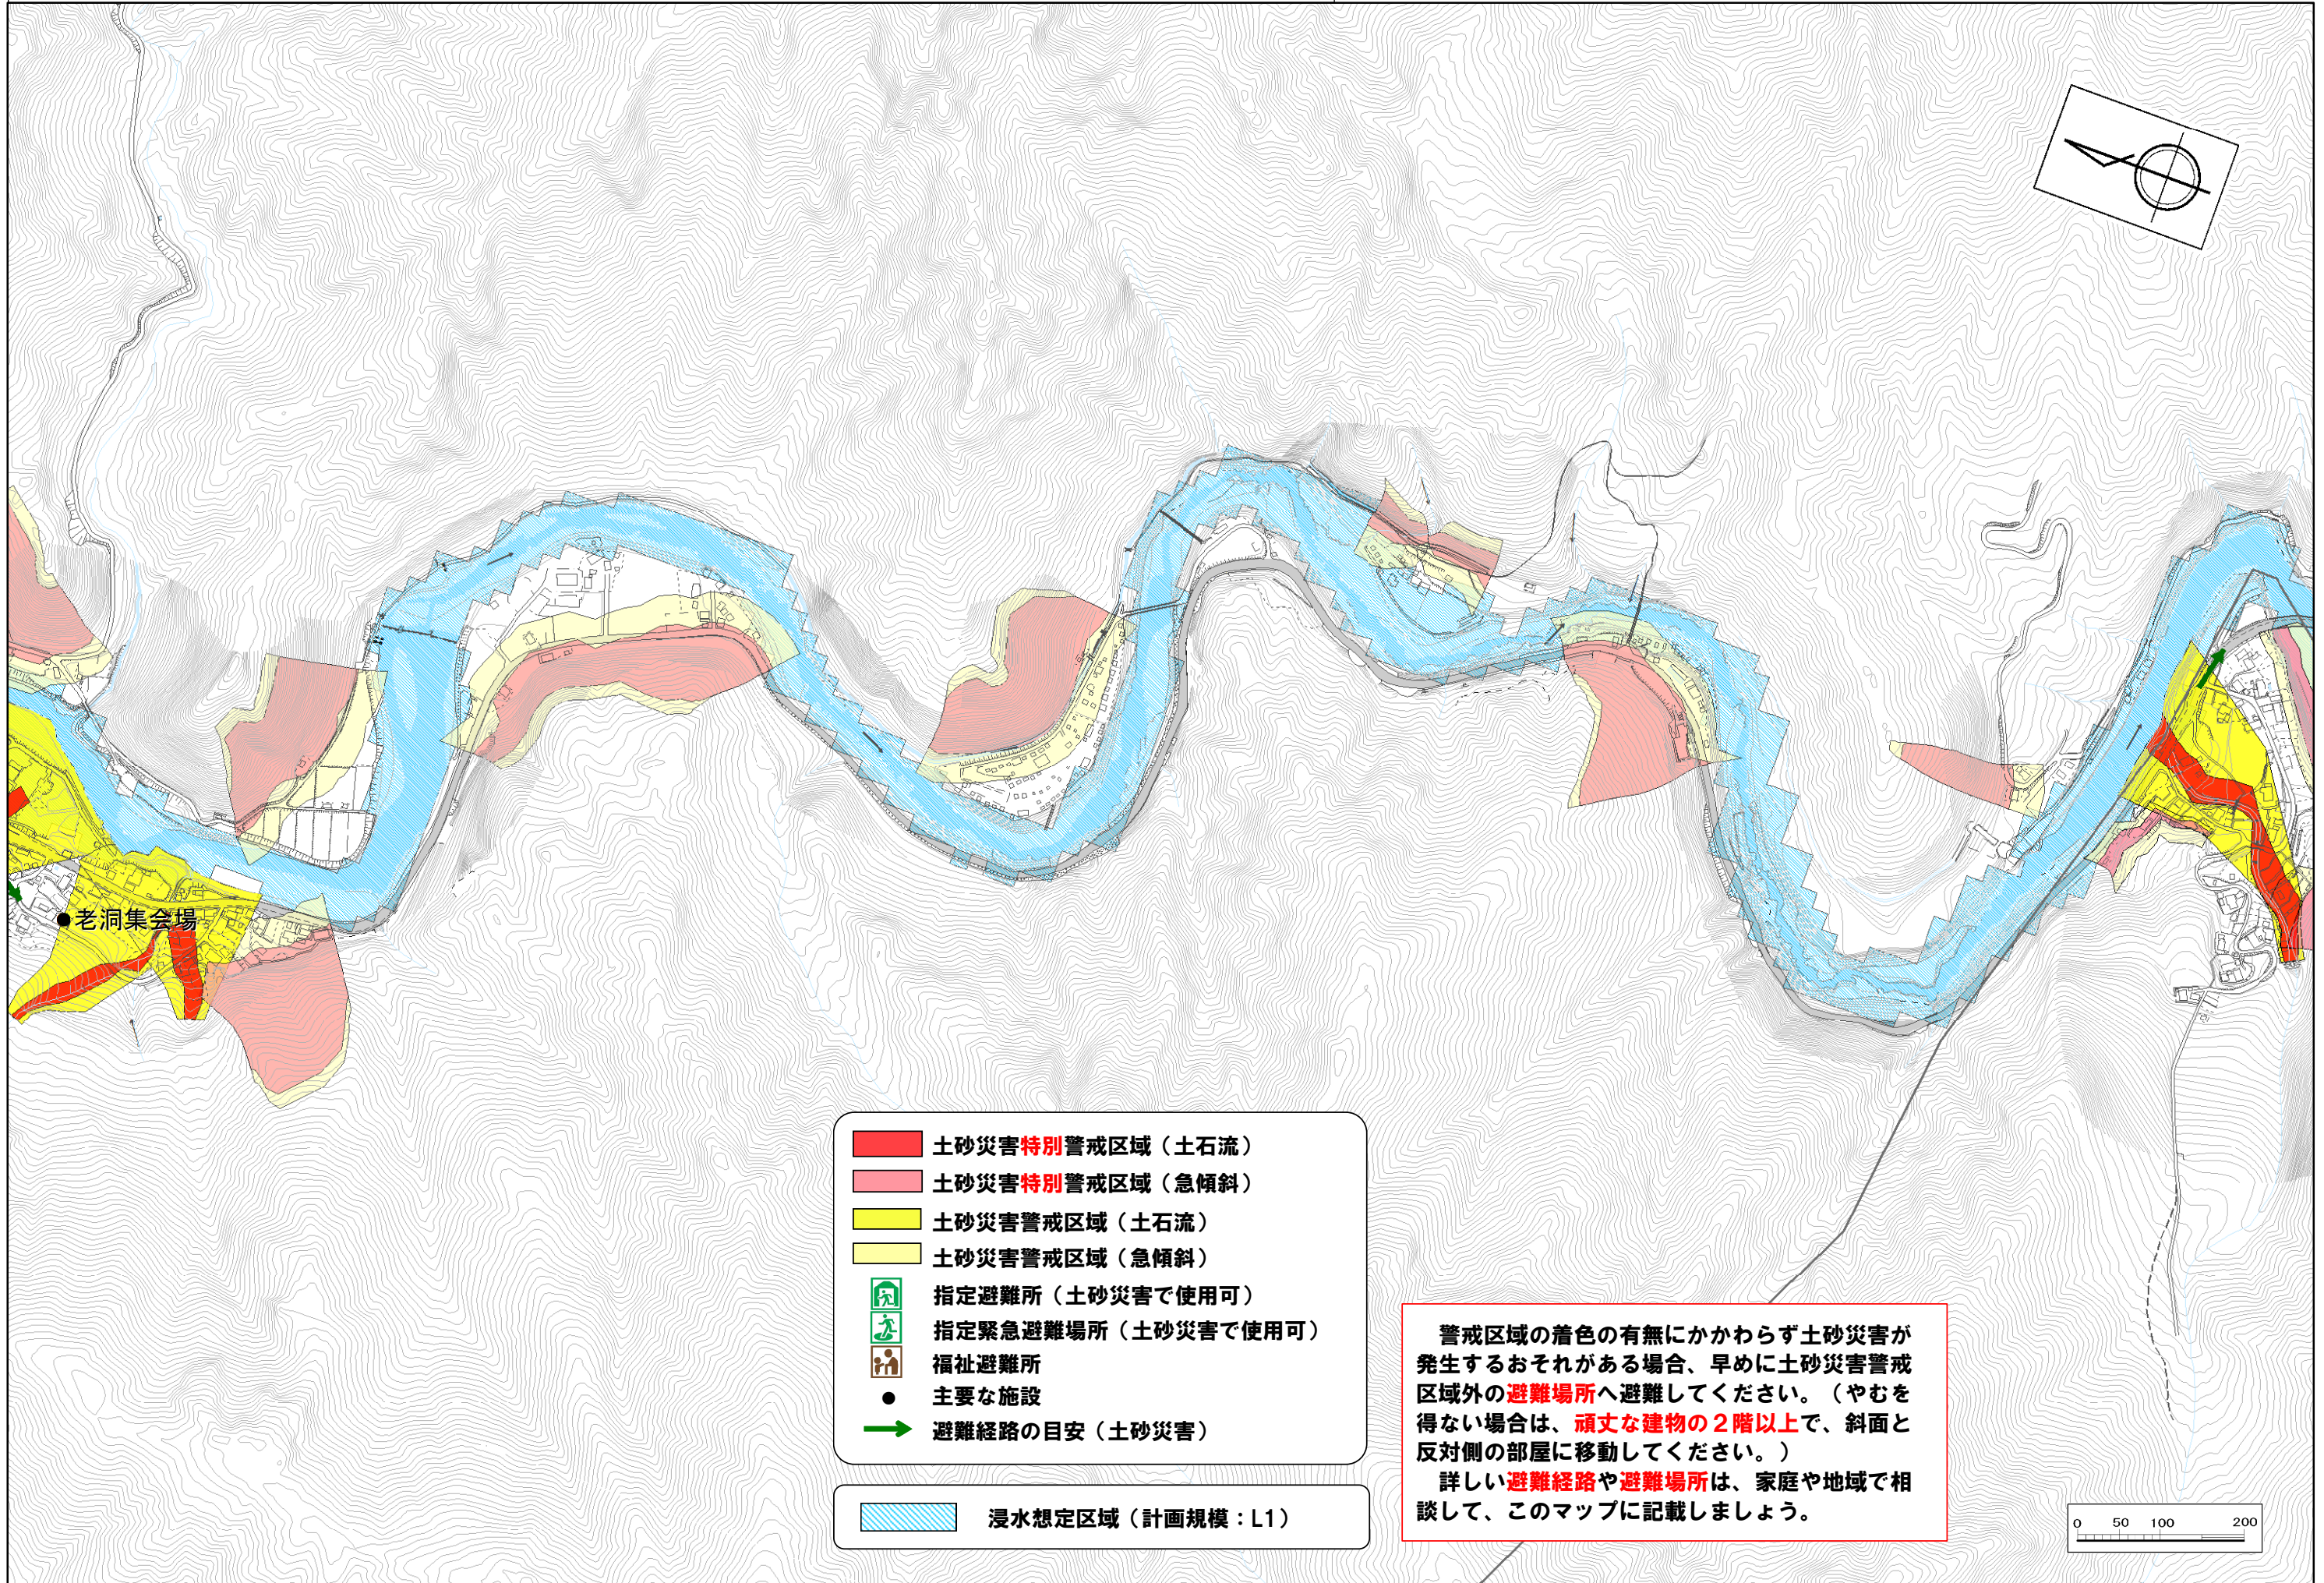 老洞集会場
土砂災害特別警戒区域（土石流）
土砂災害特別警戒区域（急傾斜）
土砂災害警戒区域（土石流）
土砂災害警戒区域（急傾斜）
指定避難所（土砂災害で使用可）
指定緊急避難場所（土砂災害で使用可）
福祉避難所
主要な施設
避難経路の目安（土砂災害）
浸水想定区域（計画規模：L1）
警戒区域の着色の有無にかかわらず土砂災害が
発生するおそれがある場合、早めに土砂災害警戒
区域外の避難場所へ避難してください。（やむを
得ない場合は、頑丈な建物の２階以上で、斜面と
反対側の部屋に移動してください。）
詳しい避難経路や避難場所は、家庭や地域で相
談して、このマップに記載しましょう。
0 50 100 200